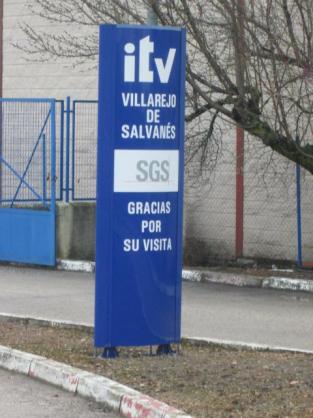 itv
VILLAREJO
DE
SALVANÉS
SGS
GRACIAS
POR
SU VISITA